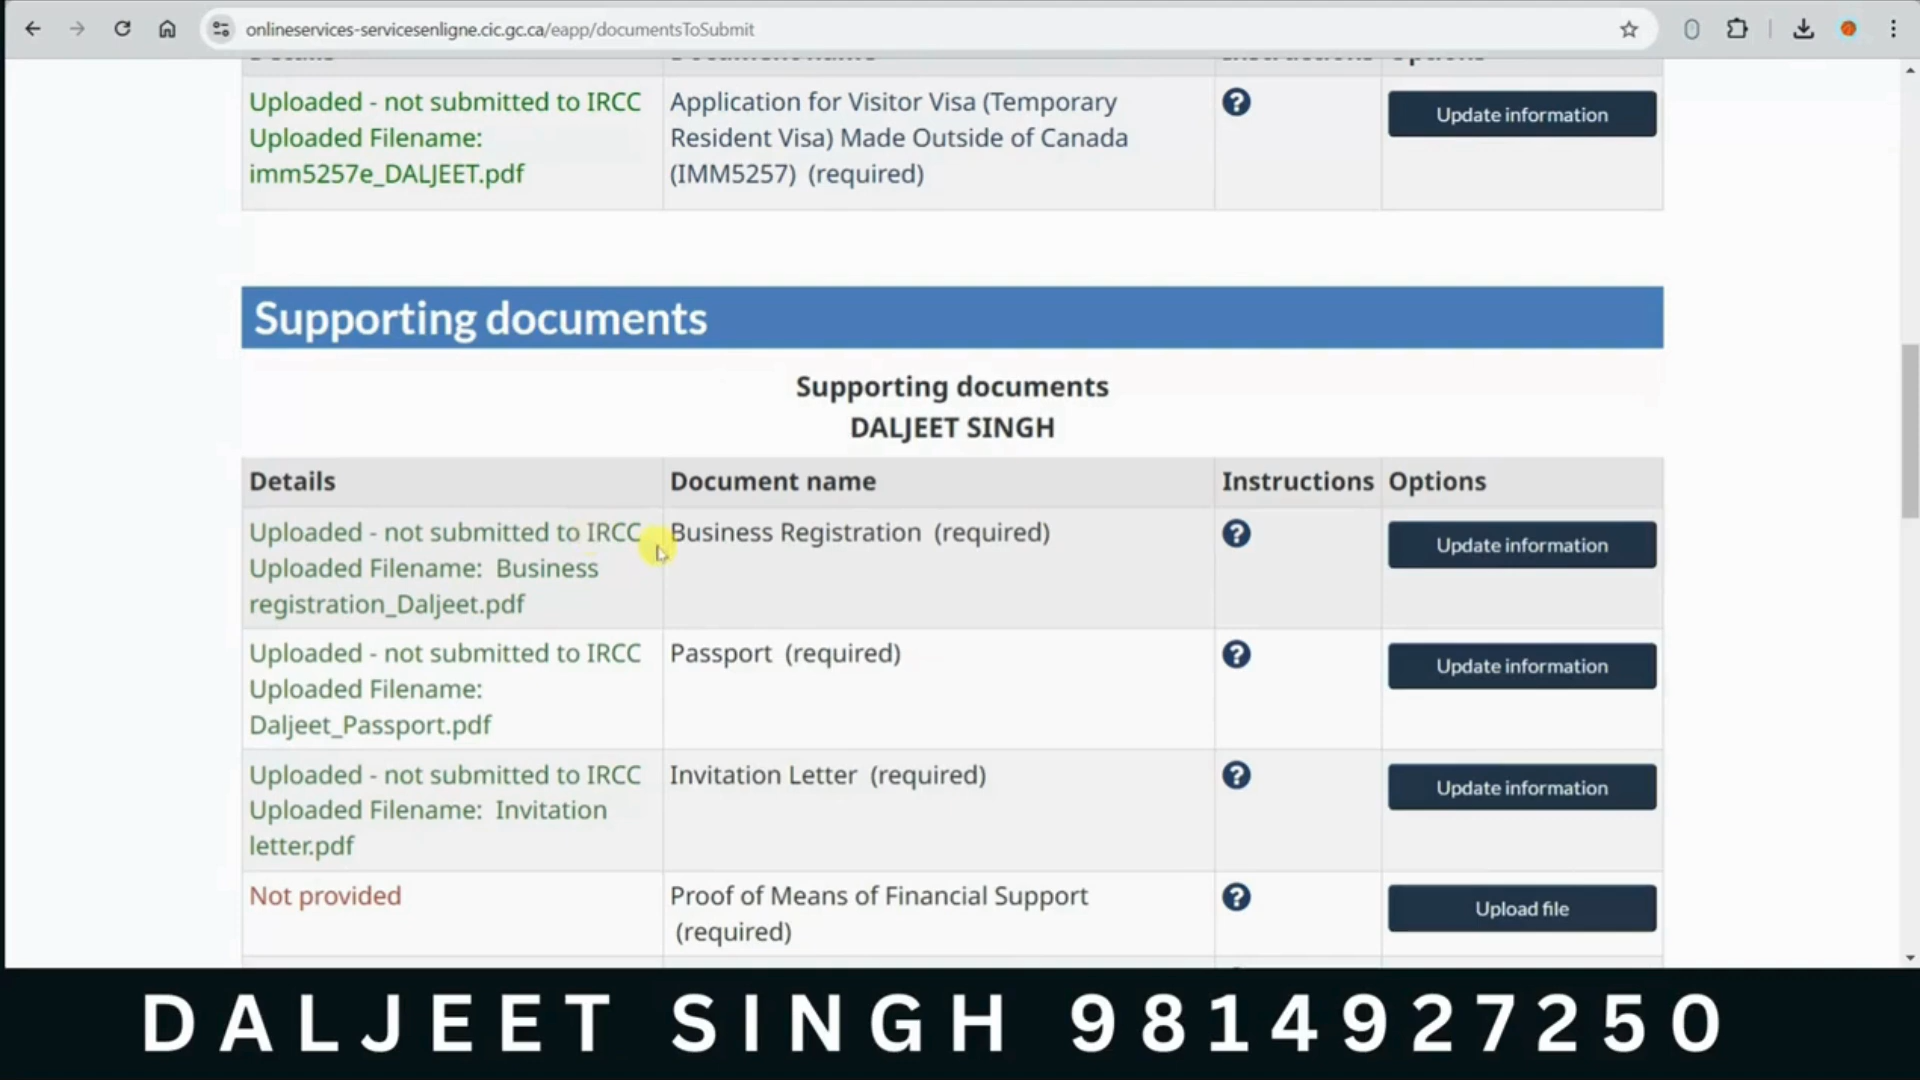 onlineservices-servicesenligne.cic.gc.ca/eapp/documentsToSubmit
Uploaded - not submitted to IRCC
Uploaded Filename:
imm5257e_DALJEET.pdf
Application for Visitor Visa (Temporary
Resident Visa) Made Outside of Canada
(IMM5257) (required)
?
Update information
Supporting documents
Supporting documents
DALJEET SINGH
Details
Document name
Instructions
Options
Uploaded - not submitted to IRCC
Uploaded Filename: Business
registration_Daljeet.pdf
Business Registration (required)
?
Update information
Uploaded - not submitted to IRCC
Uploaded Filename:
Daljeet_Passport.pdf
Passport (required)
?
Update information
Uploaded - not submitted to IRCC
Uploaded Filename: Invitation
letter.pdf
Invitation Letter (required)
?
Update information
Not provided
Proof of Means of Financial Support
(required)
?
Upload file
DALJEET SINGH 9814927250